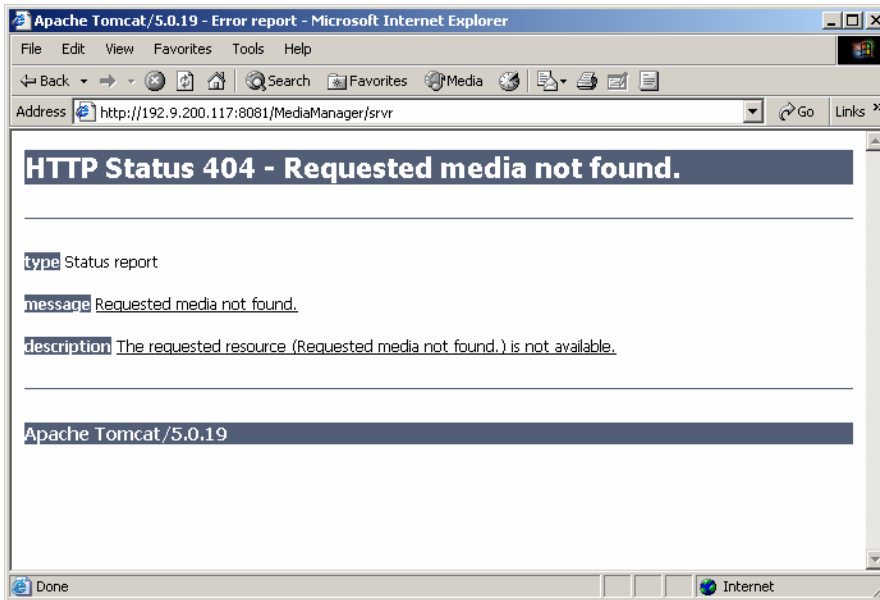 Apache Tomcat/5.0.19 - Error report - Microsoft Internet Explorer
File Edit View Favorites Tools Help
Back Search Favorites Media
Address http://192.9.200.117:8081/MediaManager/srvr Go Links »
HTTP Status 404 - Requested media not found.
type Status report
message Requested media not found.
description The requested resource (Requested media not found.) is not available.
Apache Tomcat/5.0.19
Done Internet